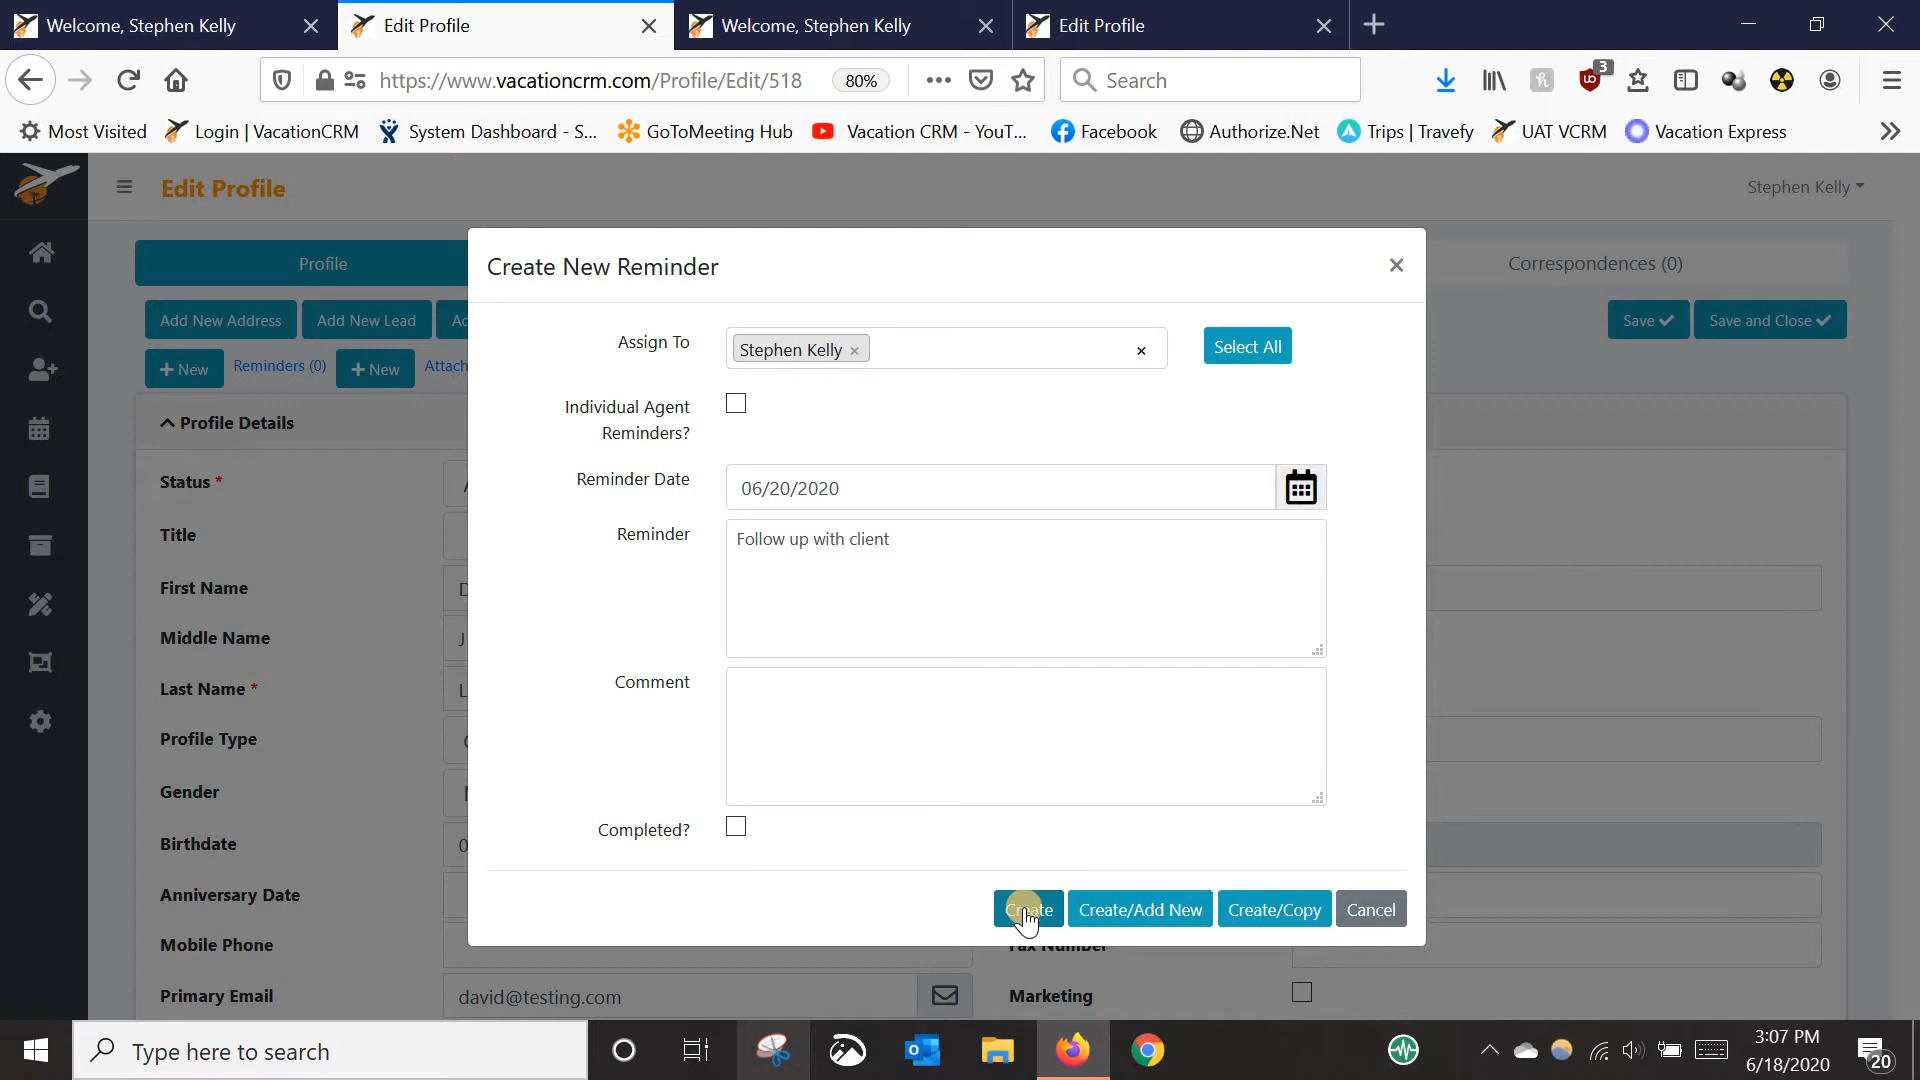 Welcome, Stephen Kelly
Edit Profile
Welcome, Stephen Kelly
Edit Profile
https://www.vacationcrm.com/Profile/Edit/518
80%
Search
3
Most Visited
Login | VacationCRM
System Dashboard - S...
GoToMeeting Hub
Vacation CRM - YouT...
Facebook
Authorize.Net
Trips | Travefy
UAT VCRM
Vacation Express
Edit Profile
Stephen Kelly
Profile
Correspondences (0)
Add New Address
Add New Lead
Save
Save and Close
New
Reminders (0)
New
Profile Details
Status *
Title
First Name
Middle Name
Last Name *
Profile Type
Gender
Birthdate
Anniversary Date
Mobile Phone
Primary Email
david@testing.com
Marketing
Create New Reminder
Assign To
Stephen Kelly ×
Select All
Individual Agent
Reminders?
Reminder Date
06/20/2020
Reminder
Follow up with client
Comment
Completed?
Create
Create/Add New
Create/Copy
Cancel
Type here to search
3:07 PM
6/18/2020
20